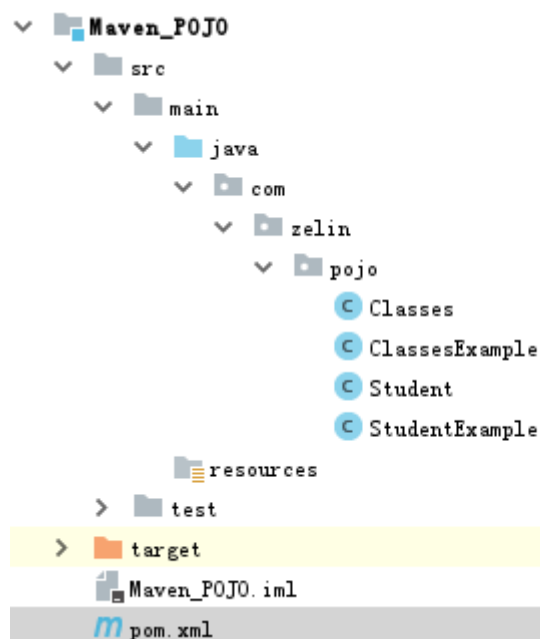 Maven_POJO
src
main
java
com
zelin
pojo
C Classes
C ClassesExample
C Student
C StudentExample
resources
test
target
Maven_POJO.iml
m pom.xml